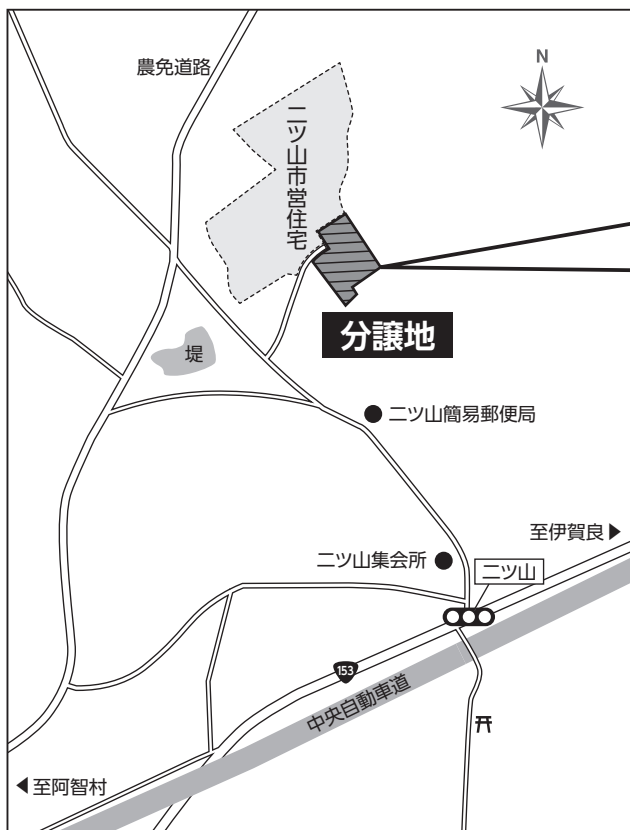 農免道路
N
二ツ山市営住宅
分譲地
堤
二ツ山簡易郵便局
至伊賀良▶
二ツ山集会所
二ツ山
153
中央自動車道
◀至阿智村